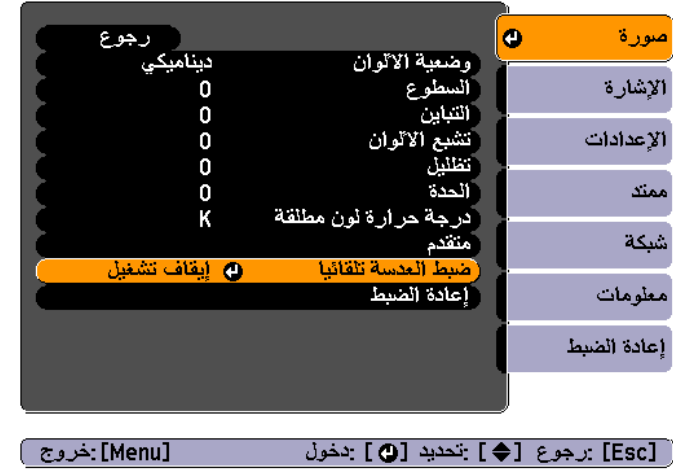 صورة
الإشارة
الإعدادات
ممتد
شبكة
معلومات
إعادة الضبط
رجوع
وضعية الألوان ديناميكي
السطوع 0
التباين 0
تشبع الألوان 0
تظليل 0
الحدة 0
درجة حرارة لون مطلقة K
متقدم
ضبط العدسة تلقائيا إيقاف تشغيل
إعادة الضبط
[Esc] :رجوع [◆] :تحديد [⏎] :دخول [Menu] :خروج